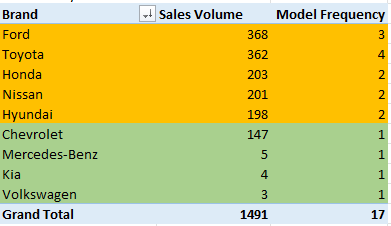 Brand Sales Volume Model Frequency
Ford 368 3
Toyota 362 4
Honda 203 2
Nissan 201 2
Hyundai 198 2
Chevrolet 147 1
Mercedes-Benz 5 1
Kia 4 1
Volkswagen 3 1
Grand Total 1491 17